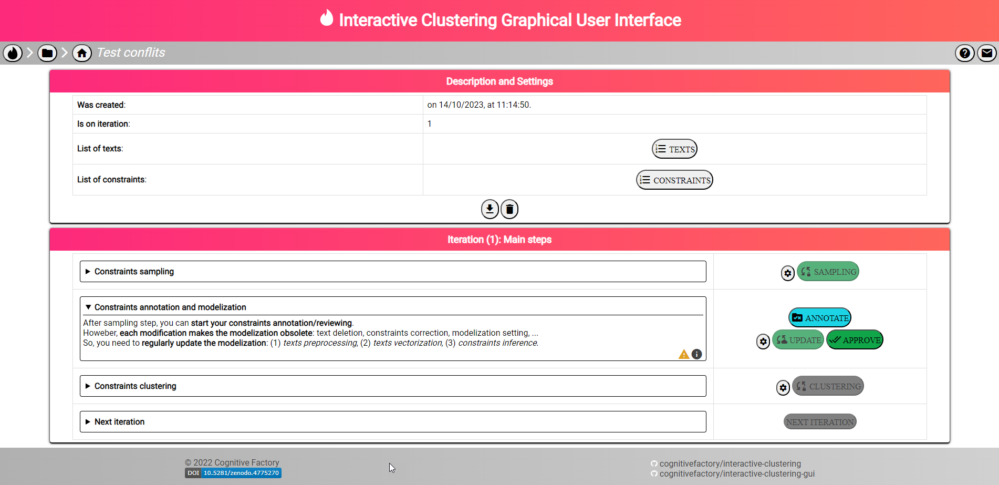 Interactive Clustering Graphical User Interface
Test conflits
Description and Settings
Was created: on 14/10/2023, at 11:14:50.
Is on iteration: 1
List of texts: TEXTS
List of constraints: CONSTRAINTS
Iteration (1): Main steps
Constraints sampling
SAMPLING
Constraints annotation and modelization
After sampling step, you can start your constraints annotation/reviewing.
Howeber, each modification makes the modelization obsolete: text deletion, constraints correction, modelization setting, ...
So, you need to regularly update the modelization: (1) texts preprocessing, (2) texts vectorization, (3) constraints inference.
ANNOTATE
UPDATE APPROVE
Constraints clustering
CLUSTERING
Next iteration
NEXT ITERATION
© 2022 Cognitive Factory
DOI 10.5281/zenodo.4775270
cognitivefactory/interactive-clustering
cognitivefactory/interactive-clustering-gui